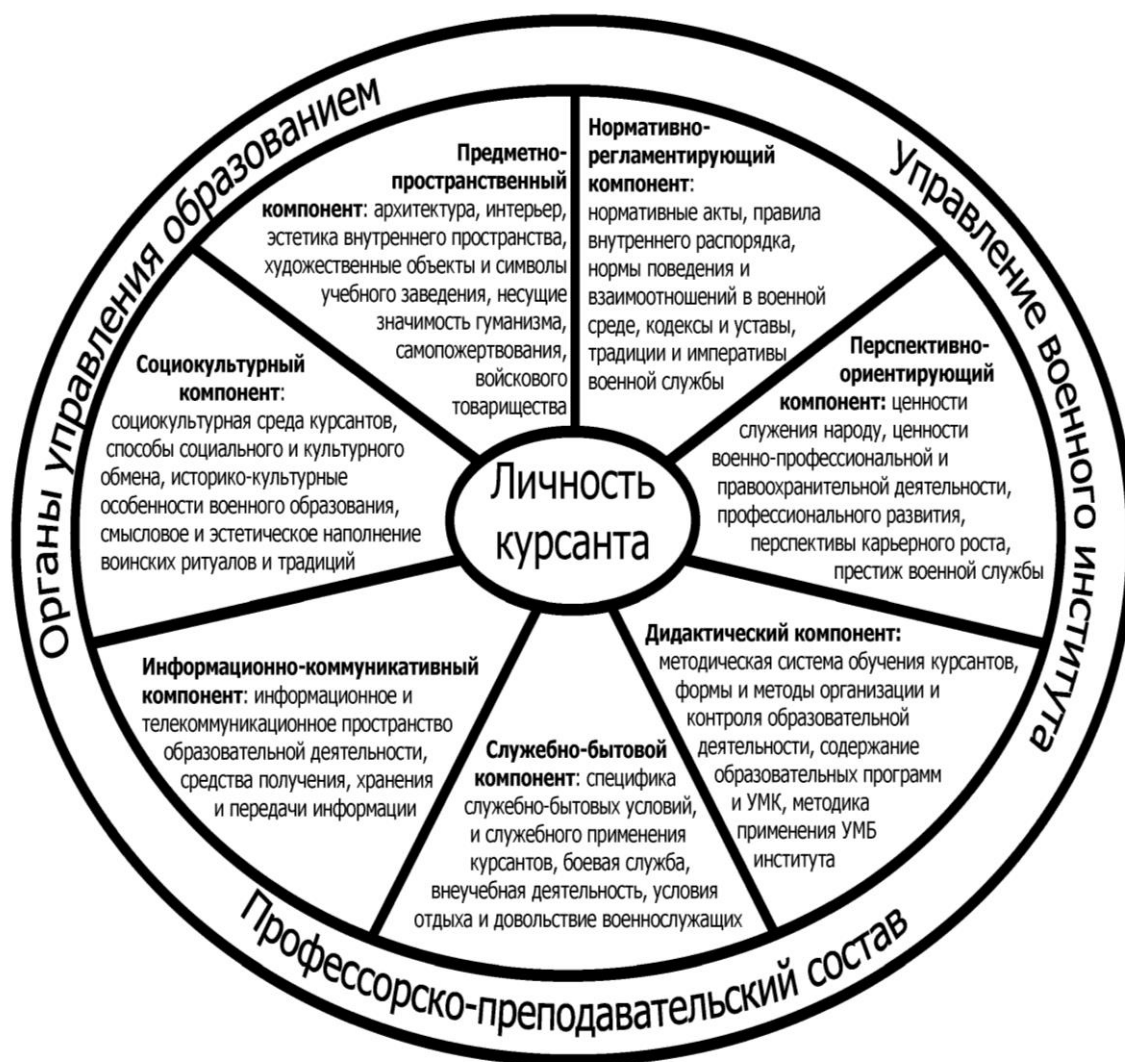 Органы управления образованием
Управление военного института
Предметно-
пространственный
компонент: архитектура, интерьер,
эстетика внутреннего пространства,
художественные объекты и символы
учебного заведения, несущие
значимость гуманизма,
самопожертвования,
войскового
товарищества
Нормативно-
регламентирующий
компонент:
нормативные акты, правила
внутреннего распорядка,
нормы поведения и
взаимоотношений в военной
среде, кодексы и уставы,
традиции и императивы
военной службы
Социокультурный
компонент:
социокультурная среда курсантов,
способы социального и культурного
обмена, историко-культурные
особенности военного образования,
смысловое и эстетическое наполнение
воинских ритуалов и традиций
Перспективно-
ориентирующий
компонент: ценности
служения народу, ценности
военно-профессиональной и
правоохранительной деятельности,
профессионального развития,
перспективы карьерного роста,
престиж военной службы
Личность
курсанта
Информационно-коммуникативный
компонент: информационное и
телекоммуникационное пространство
образовательной деятельности,
средства получения, хранения
и передачи информации
Служебно-бытовой
компонент: специфика
служебно-бытовых условий,
и служебного применения
курсантов, боевая служба,
внеучебная деятельность, условия
отдыха и довольствие военнослужащих
Дидактический компонент:
методическая система обучения курсантов,
формы и методы организации и
контроля образовательной
деятельности, содержание
образовательных программ
и УМК, методика
применения УМБ
института
Профессорско-преподавательский состав